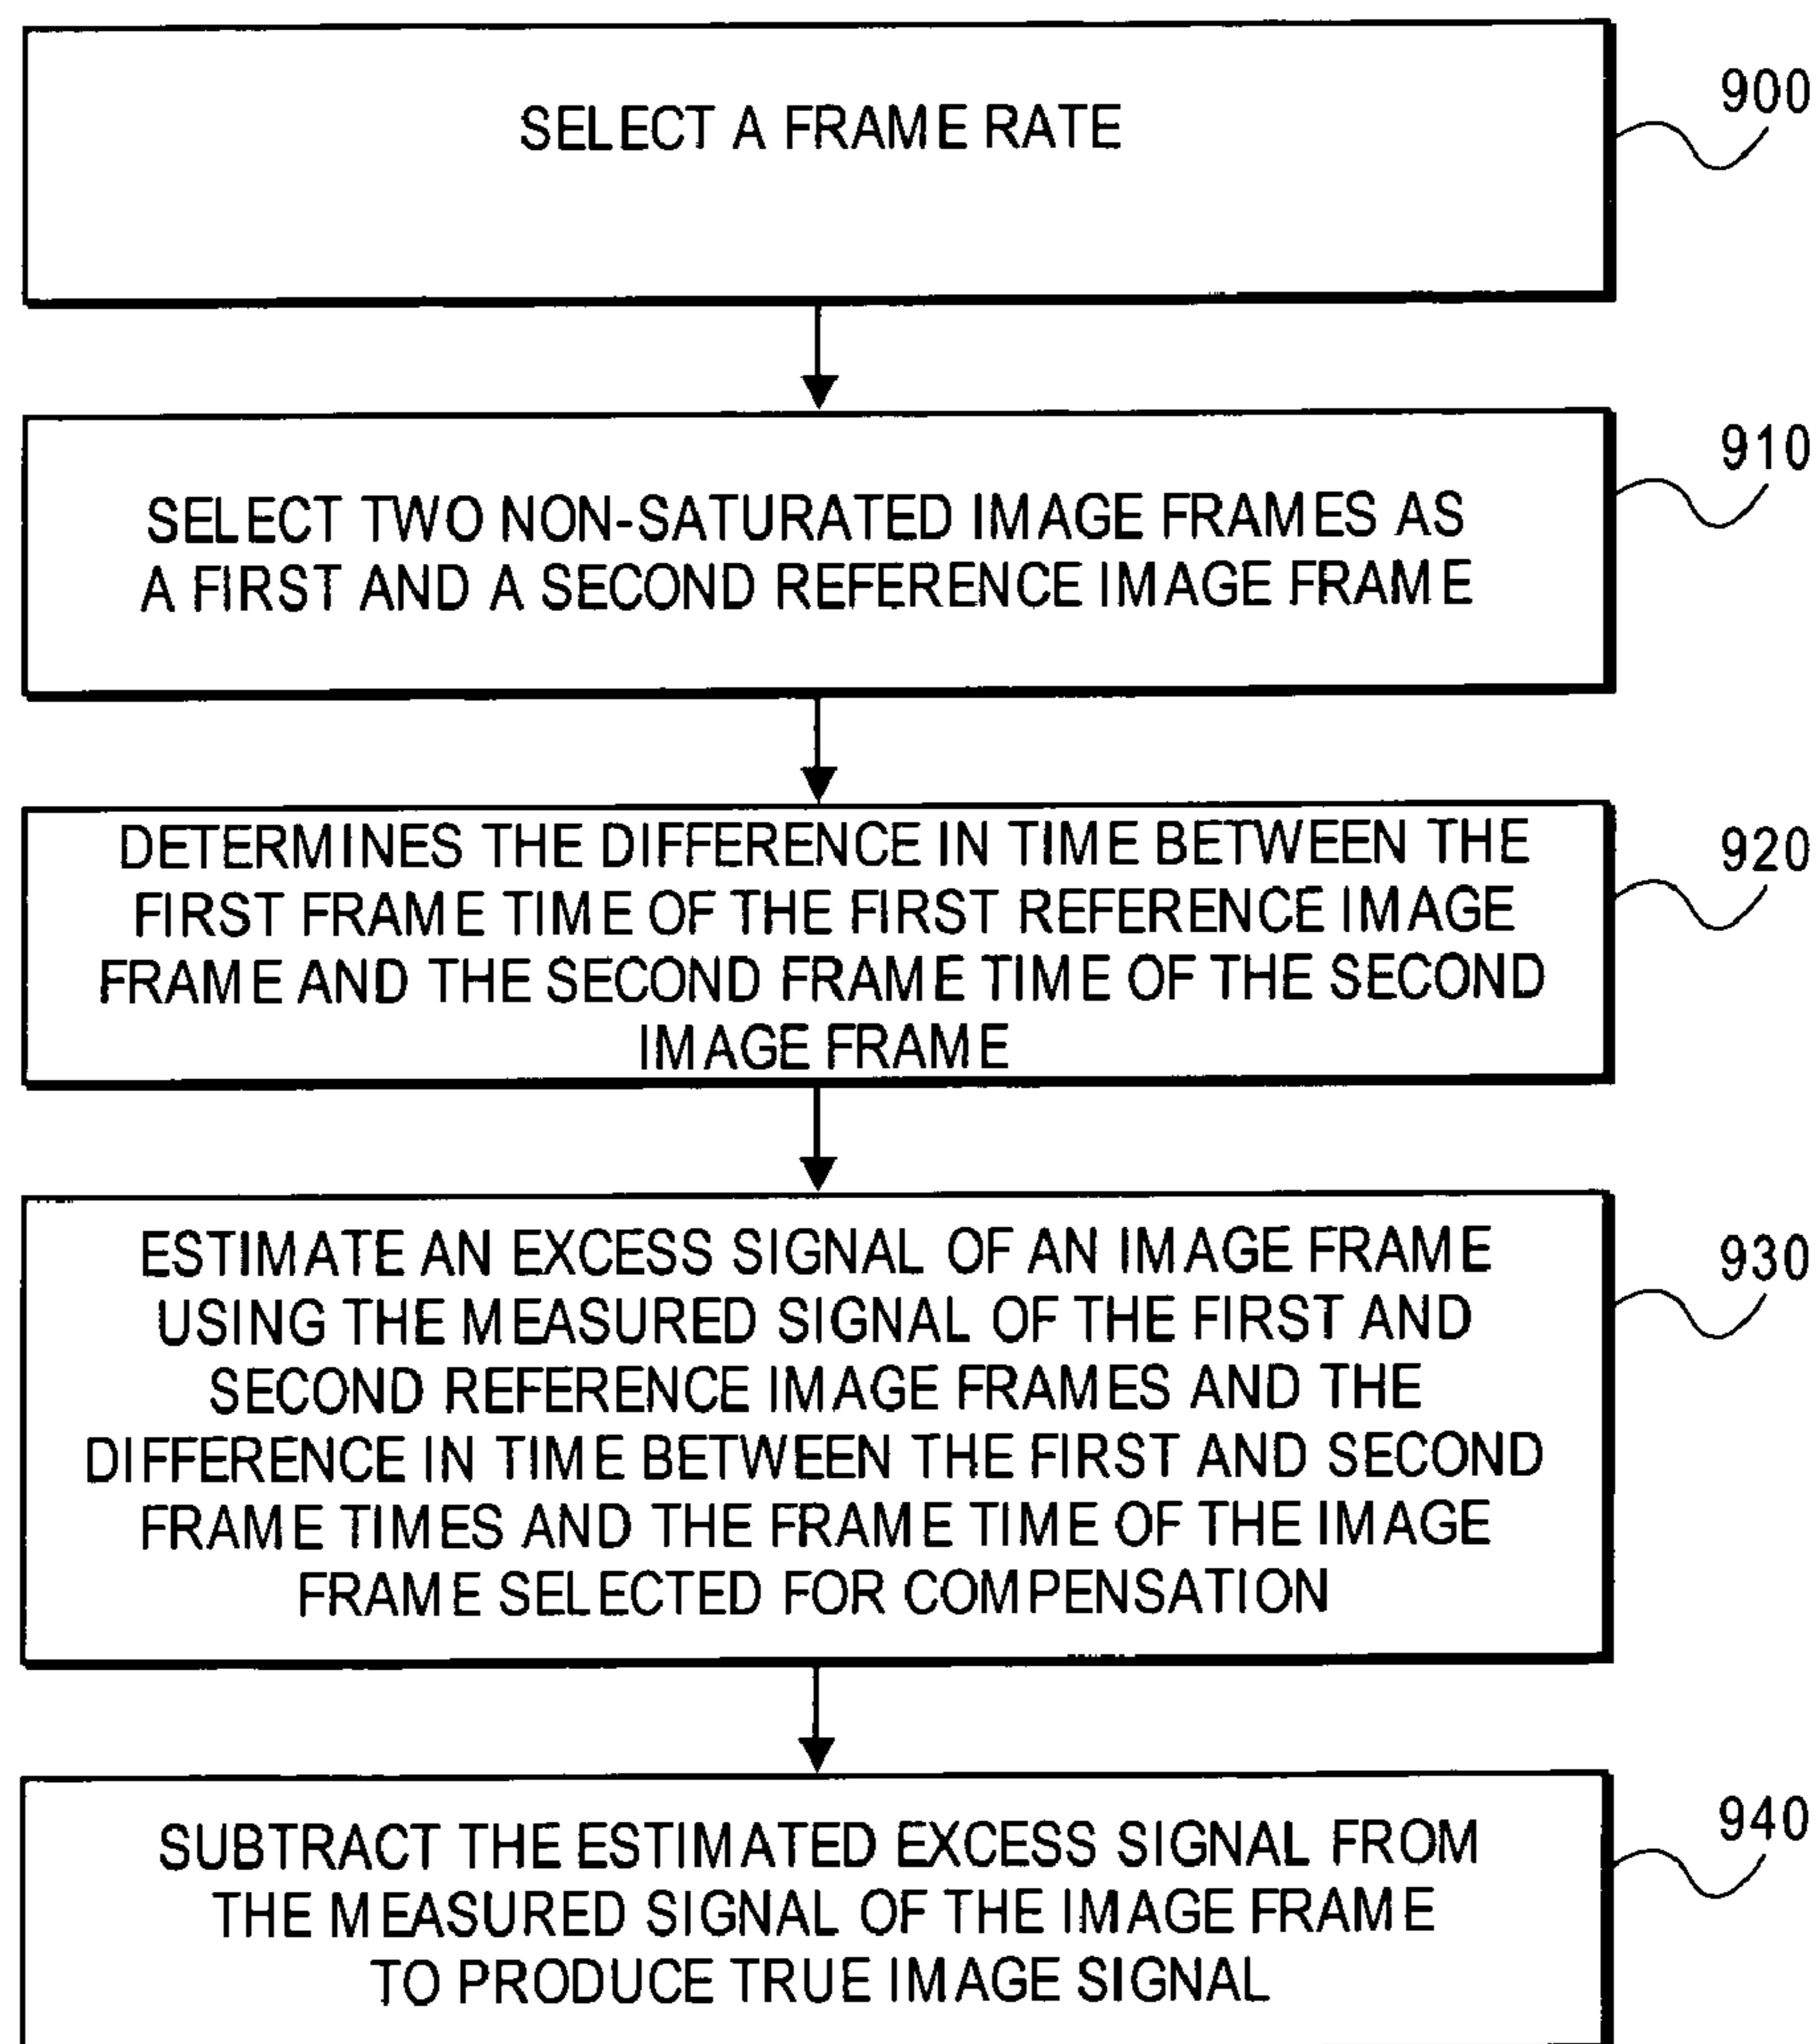 SELECT A FRAME RATE
900
SELECT TWO NON-SATURATED IMAGE FRAMES AS
A FIRST AND A SECOND REFERENCE IMAGE FRAME
910
DETERMINES THE DIFFERENCE IN TIME BETWEEN THE
FIRST FRAME TIME OF THE FIRST REFERENCE IMAGE
FRAME AND THE SECOND FRAME TIME OF THE SECOND
IMAGE FRAME
920
ESTIMATE AN EXCESS SIGNAL OF AN IMAGE FRAME
USING THE MEASURED SIGNAL OF THE FIRST AND
SECOND REFERENCE IMAGE FRAMES AND THE
DIFFERENCE IN TIME BETWEEN THE FIRST AND SECOND
FRAME TIMES AND THE FRAME TIME OF THE IMAGE
FRAME SELECTED FOR COMPENSATION
930
SUBTRACT THE ESTIMATED EXCESS SIGNAL FROM
THE MEASURED SIGNAL OF THE IMAGE FRAME
TO PRODUCE TRUE IMAGE SIGNAL
940